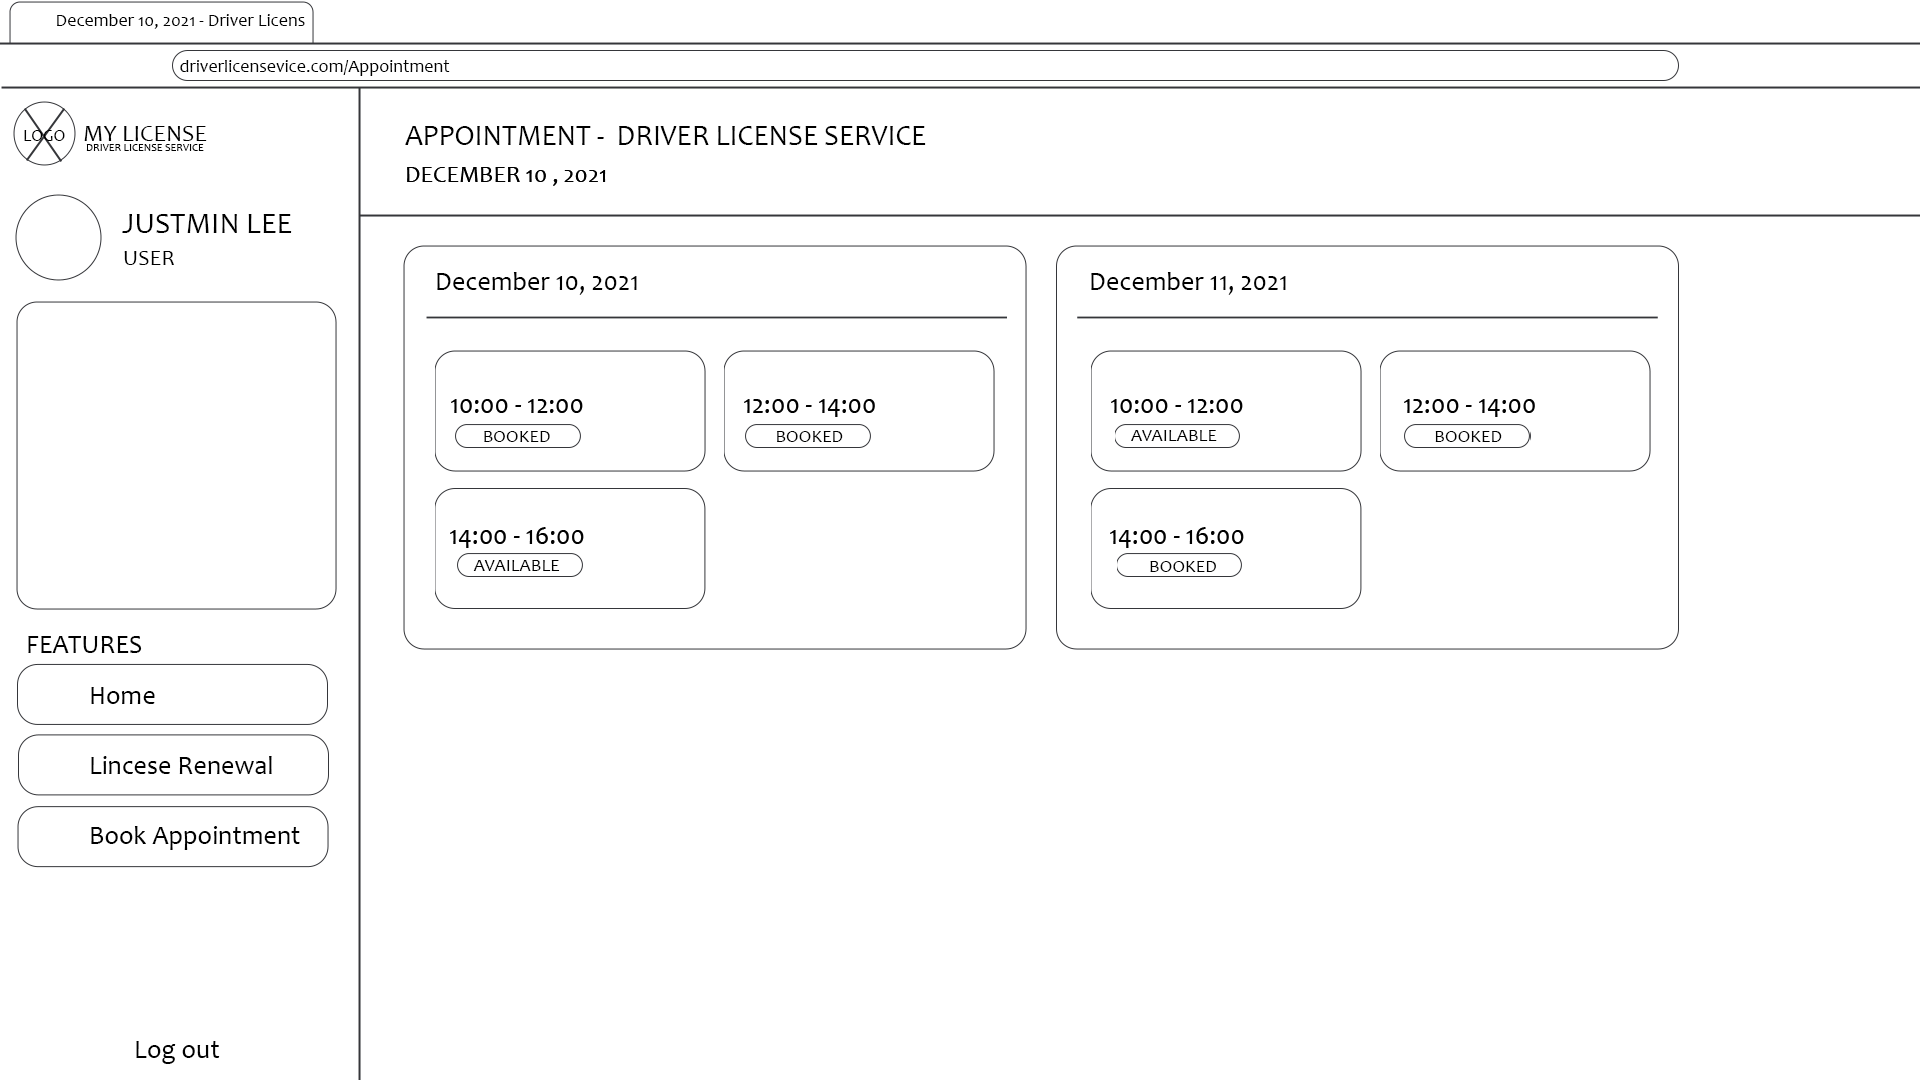 December 10, 2021 - Driver Licens
driverlicensevice.com/Appointment
LOGO
MY LICENSE
DRIVER LICENSE SERVICE
JUSTMIN LEE
USER
FEATURES
Home
Lincese Renewal
Book Appointment
Log out
APPOINTMENT - DRIVER LICENSE SERVICE
DECEMBER 10 , 2021
December 10, 2021
10:00 - 12:00
BOOKED
12:00 - 14:00
BOOKED
14:00 - 16:00
AVAILABLE
December 11, 2021
10:00 - 12:00
AVAILABLE
12:00 - 14:00
BOOKED
14:00 - 16:00
BOOKED